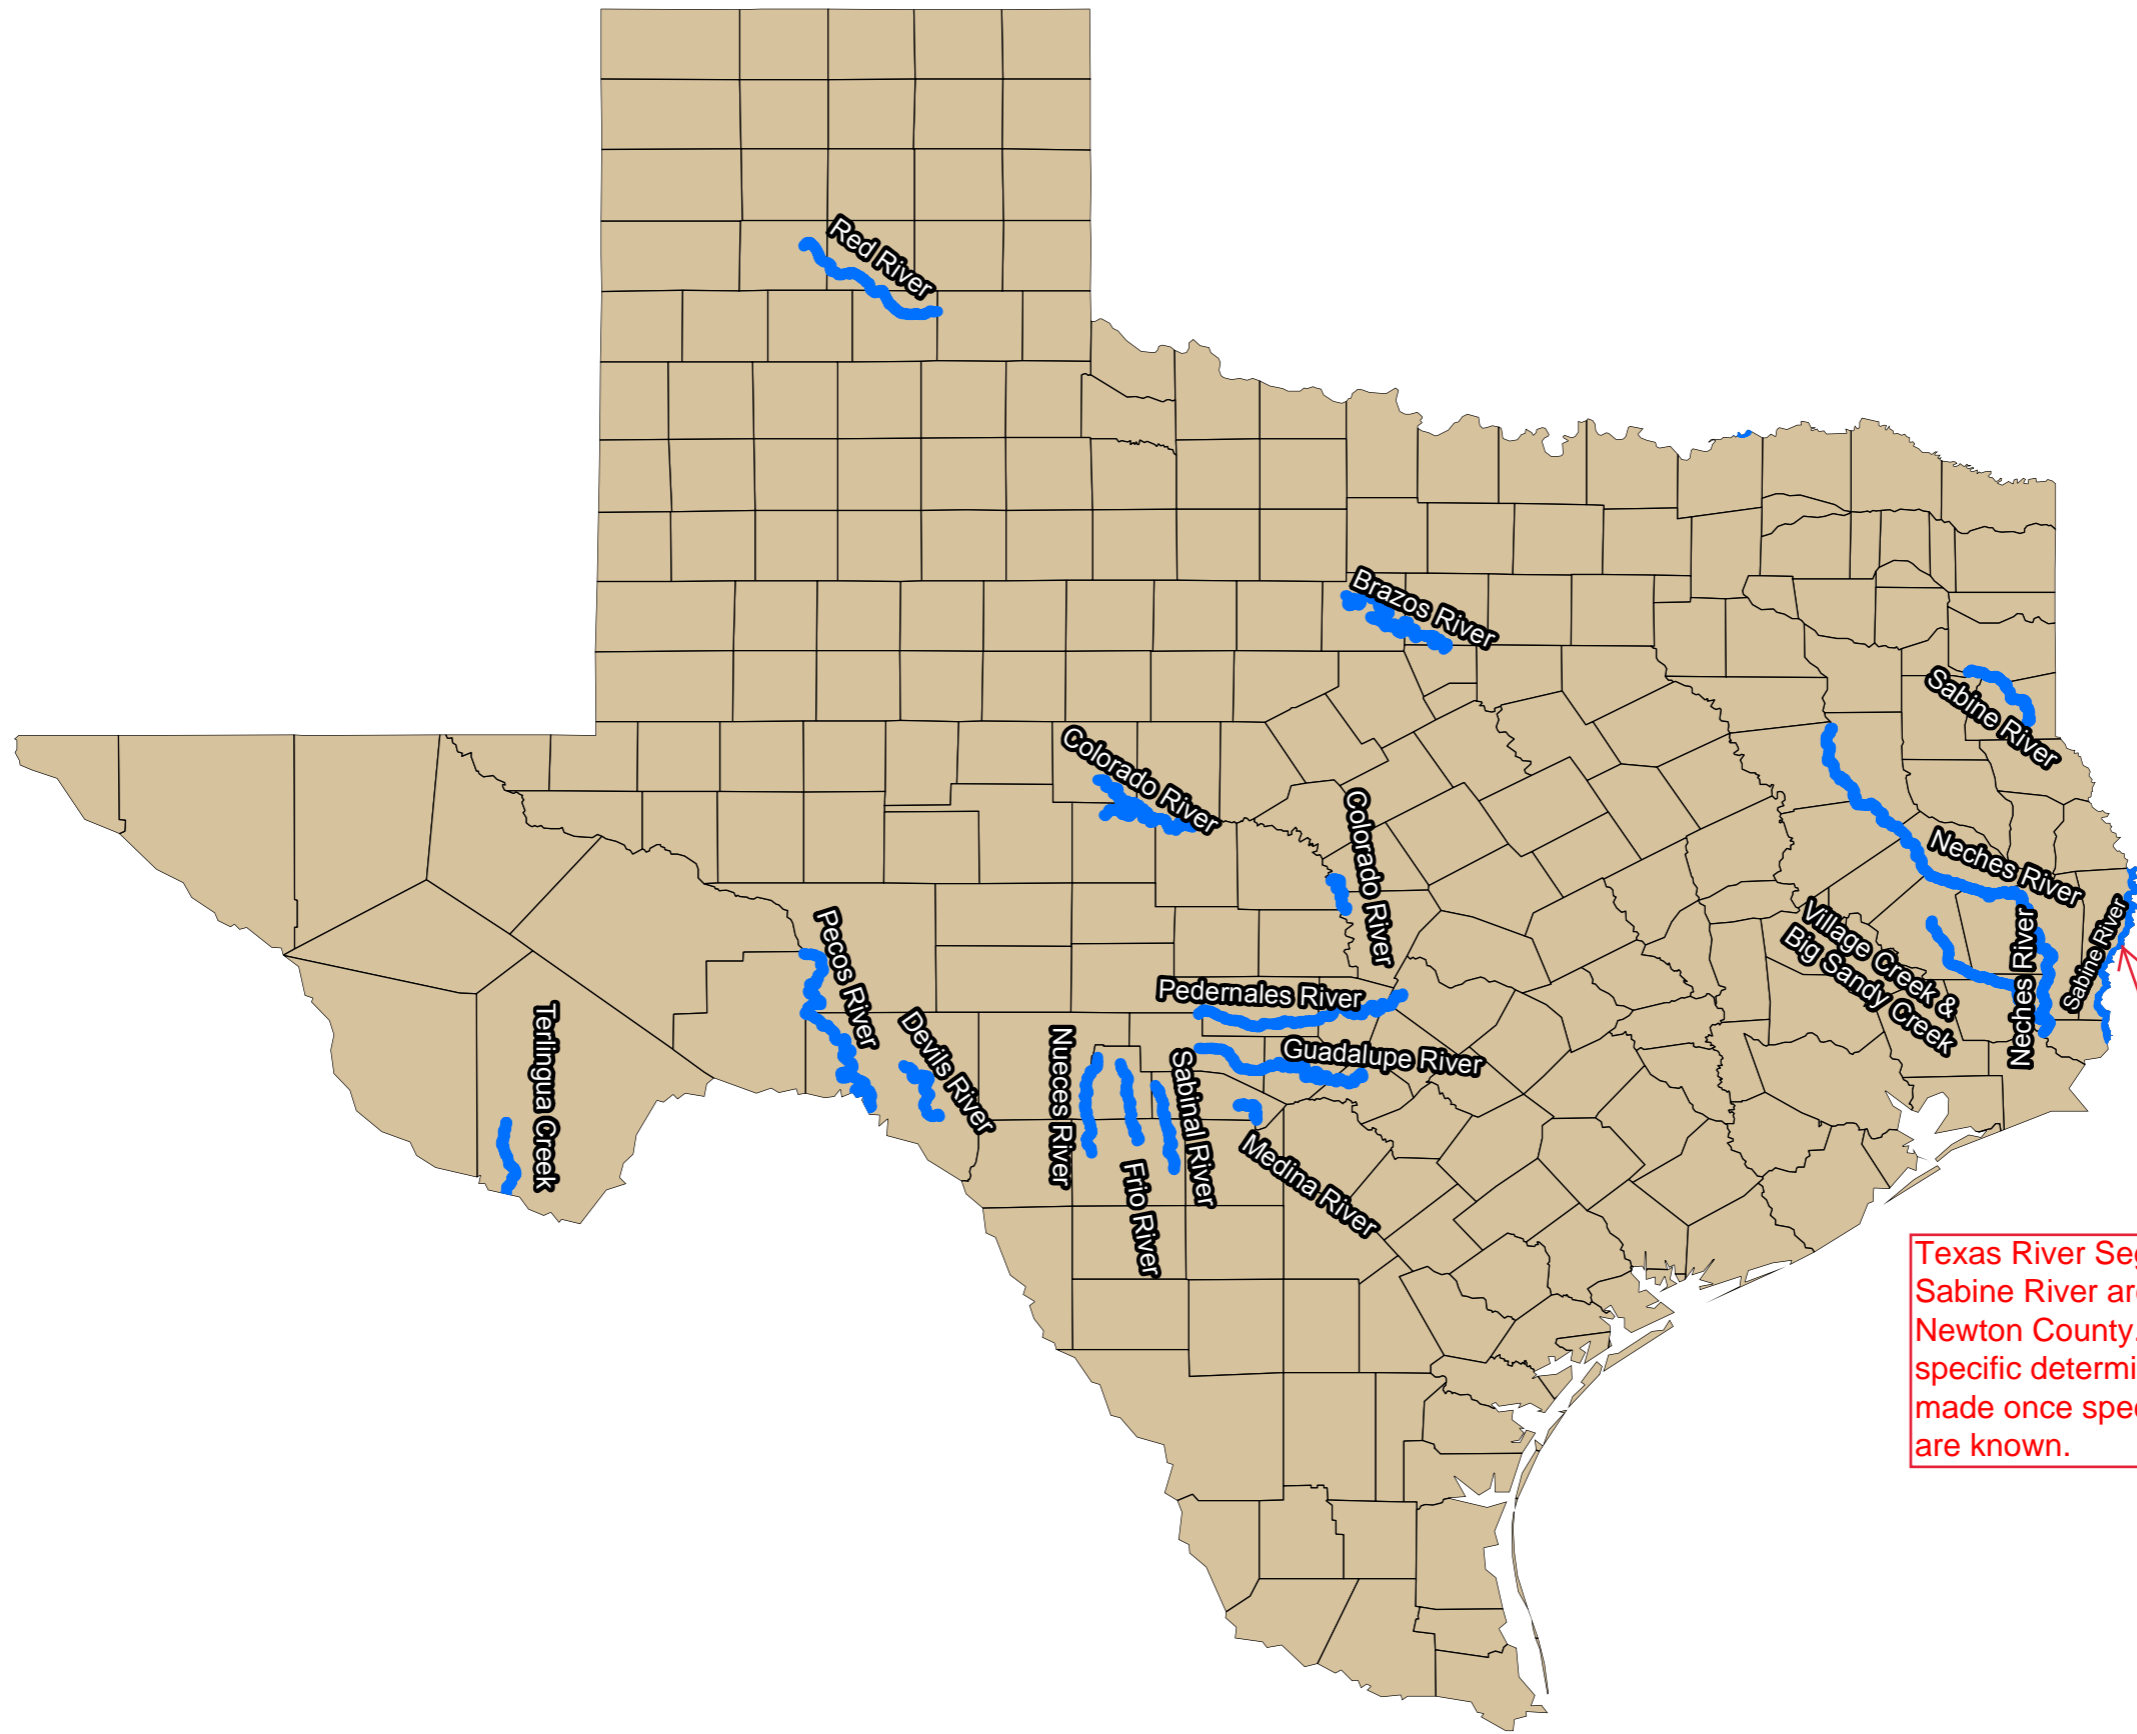 Red River
Brazos River
Sabine River
Colorado River
Colorado River
Neches River
Village Creek &
Big Sandy Creek
Neches River
Sabine River
Pecos River
Devils River
Pedernales River
Guadalupe River
Terlingua Creek
Nueces River
Frio River
Sabinal River
Medina River
Texas River Seg
Sabine River are
Newton County.
specific determi
made once spec
are known.